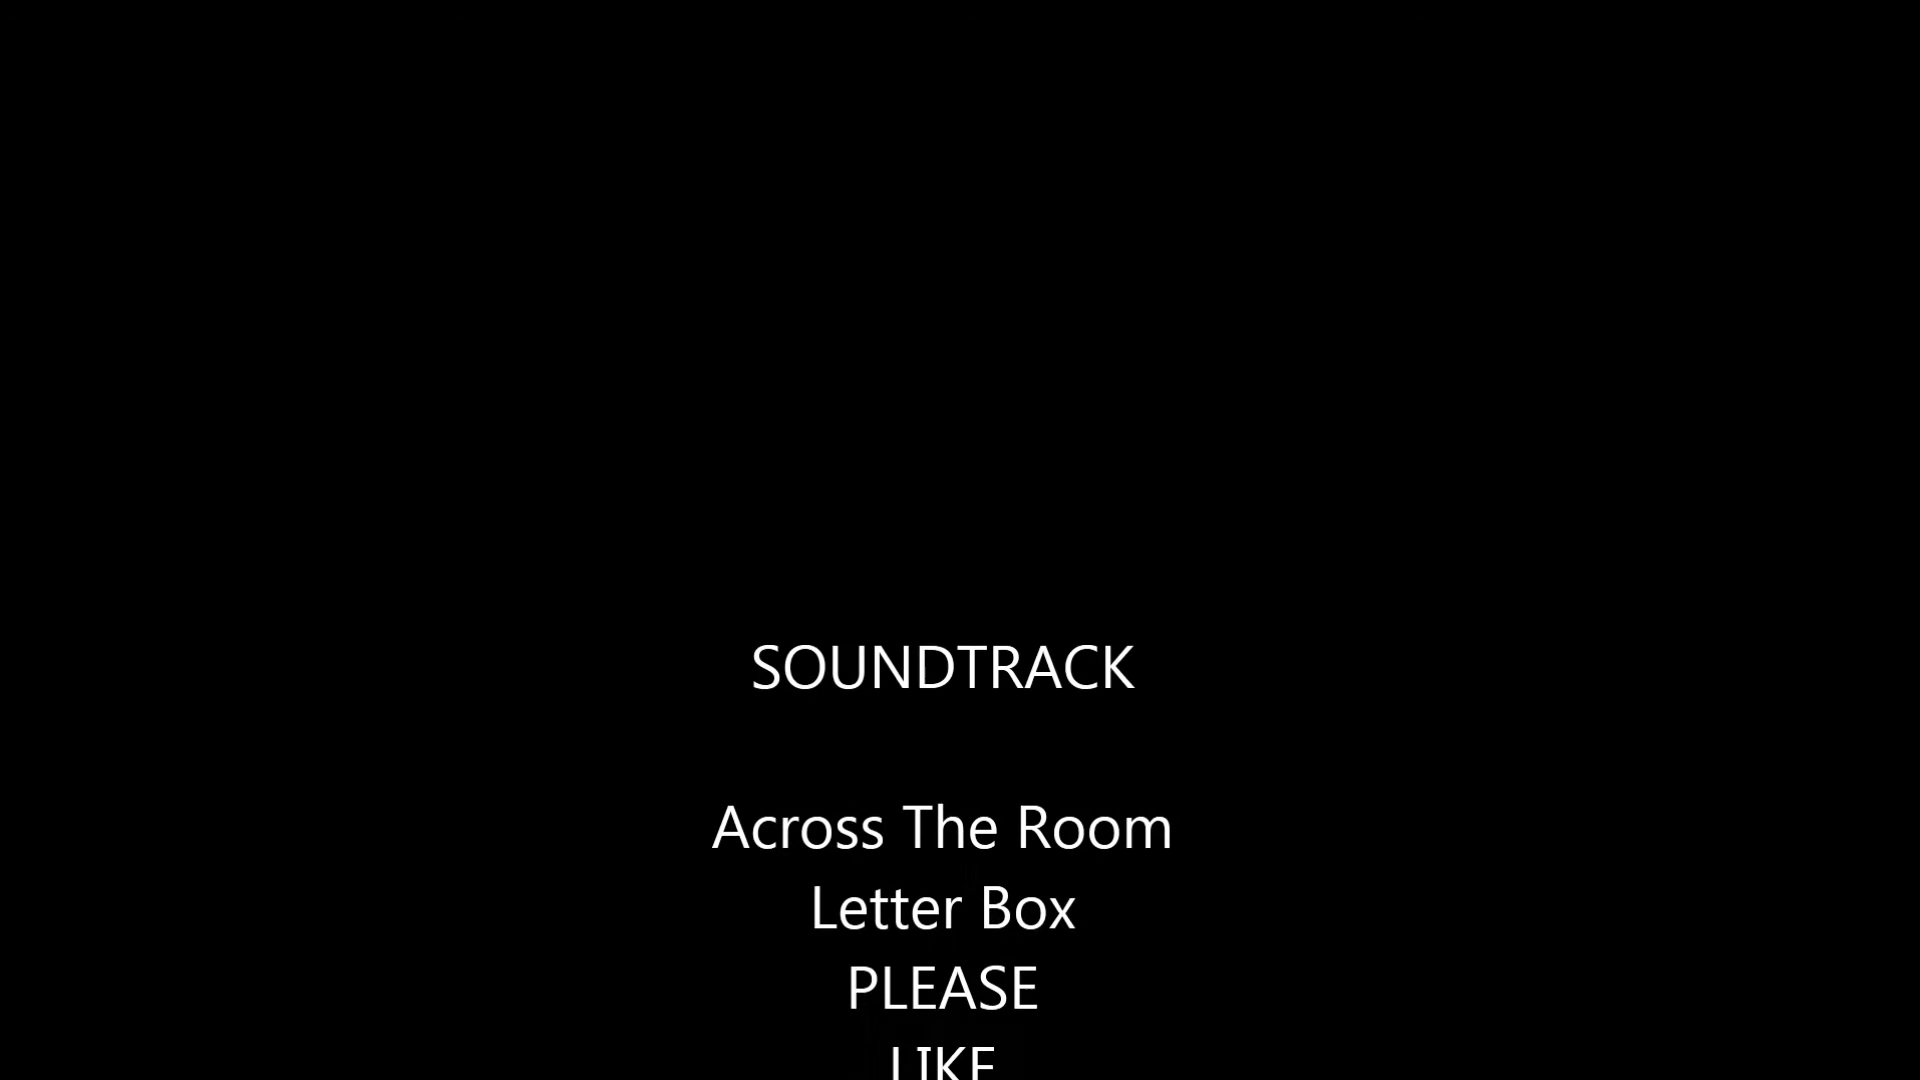 SOUNDTRACK
Across The Room
Letter Box
PLEASE
LIKE